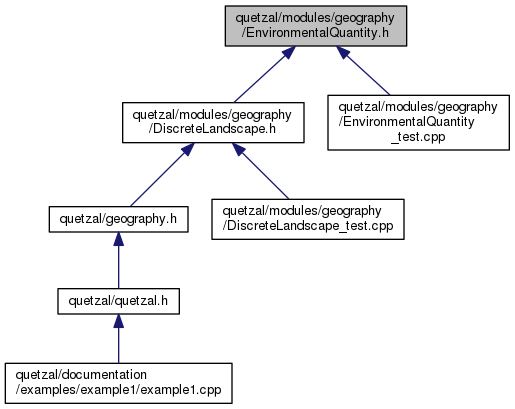 quetzal/modules/geography
/EnvironmentalQuantity.h
quetzal/modules/geography
/DiscreteLandscape.h
quetzal/modules/geography
/EnvironmentalQuantity
_test.cpp
quetzal/geography.h
quetzal/modules/geography
/DiscreteLandscape_test.cpp
quetzal/quetzal.h
quetzal/documentation
/examples/example1/example1.cpp